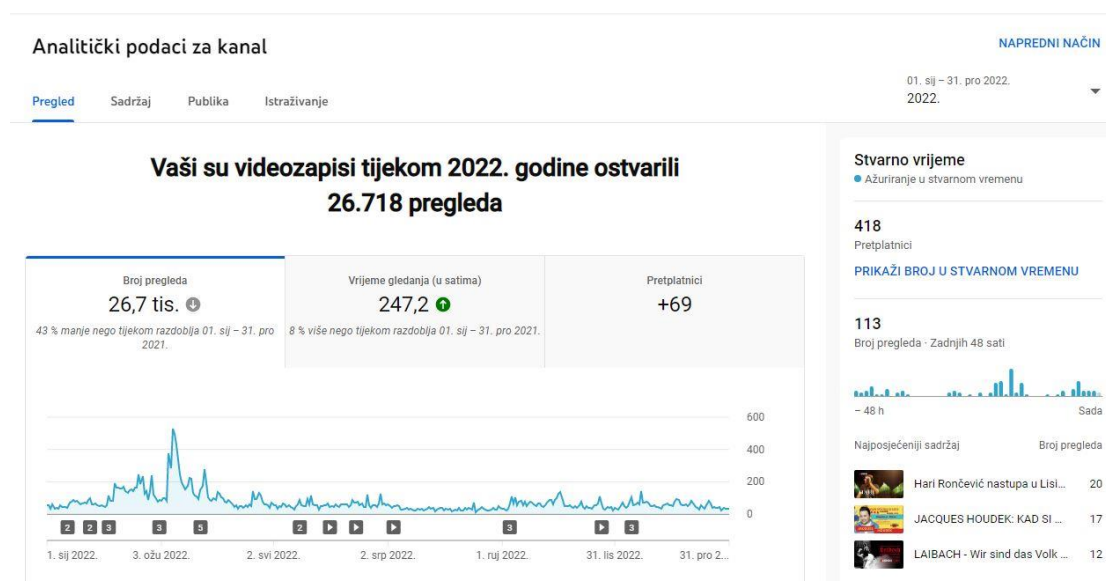 Analitički podaci za kanal
NAPREDNI NAČIN
01. sij – 31. pro 2022.
2022.
Pregled Sadržaj Publika Istraživanje
Vaši su videozapisi tijekom 2022. godine ostvarili
26.718 pregleda
Broj pregleda
26,7 tis.
43 % manje nego tijekom razdoblja 01. sij – 31. pro
2021.
Vrijeme gledanja (u satima)
247,2
8 % više nego tijekom razdoblja 01. sij – 31. pro 2021.
Pretplatnici
+69
600
400
200
0
2 2 3 3 5 2 3 3
1. sij 2022. 3. ožu 2022. 2. svi 2022. 2. srp 2022. 1. ruj 2022. 31. lis 2022. 31. pro 2...
Stvarno vrijeme
Ažuriranje u stvarnom vremenu
418
Pretplatnici
PRIKAŽI BROJ U STVARNOM VREMENU
113
Broj pregleda · Zadnjih 48 sati
– 48 h Sada
Najposjećeniji sadržaj Broj pregleda
Hari Rončević nastupa u Lisi... 20
JACQUES HOUDEK: KAD SI ... 17
LAIBACH - Wir sind das Volk ... 12